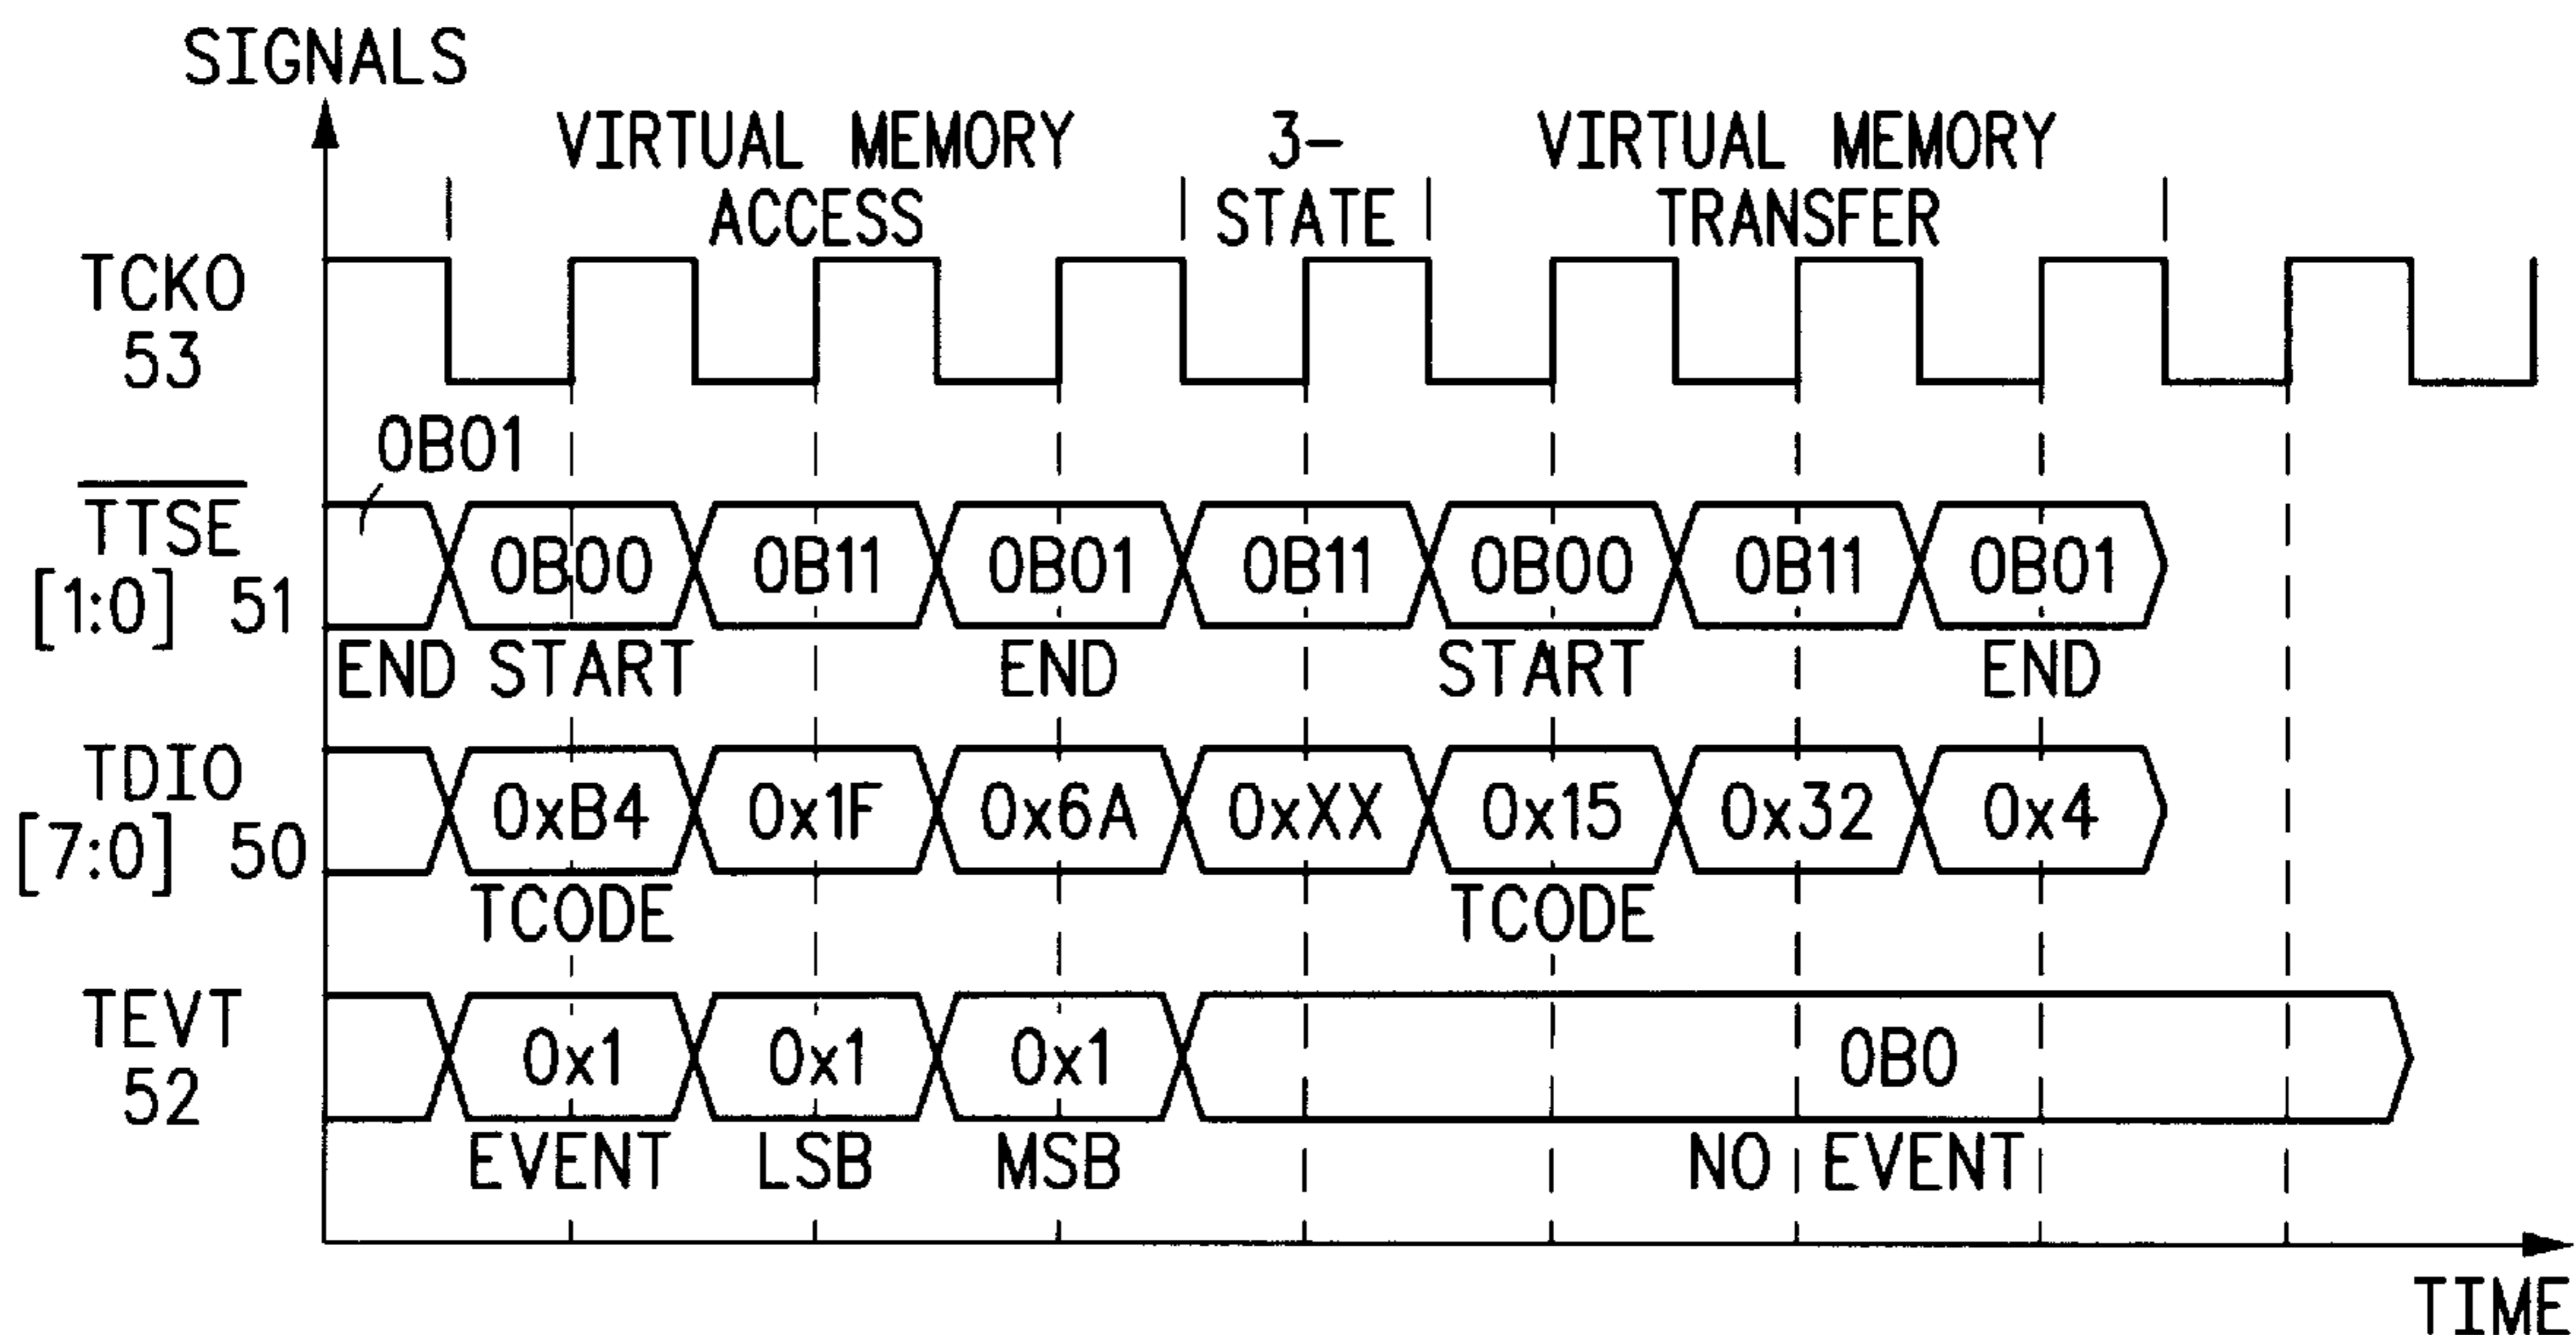 SIGNALS
VIRTUAL MEMORY
ACCESS
3-
STATE
VIRTUAL MEMORY
TRANSFER
TCKO
53
0B01
TTSE
[1:0] 51
0B00 0B11 0B01 0B11 0B00 0B11 0B01
END START END START END
TDIO
[7:0] 50
0xB4 0x1F 0x6A 0xXX 0x15 0x32 0x4
TCODE TCODE
TEVT
52
0x1 0x1 0x1 0B0
EVENT LSB MSB NO EVENT
TIME